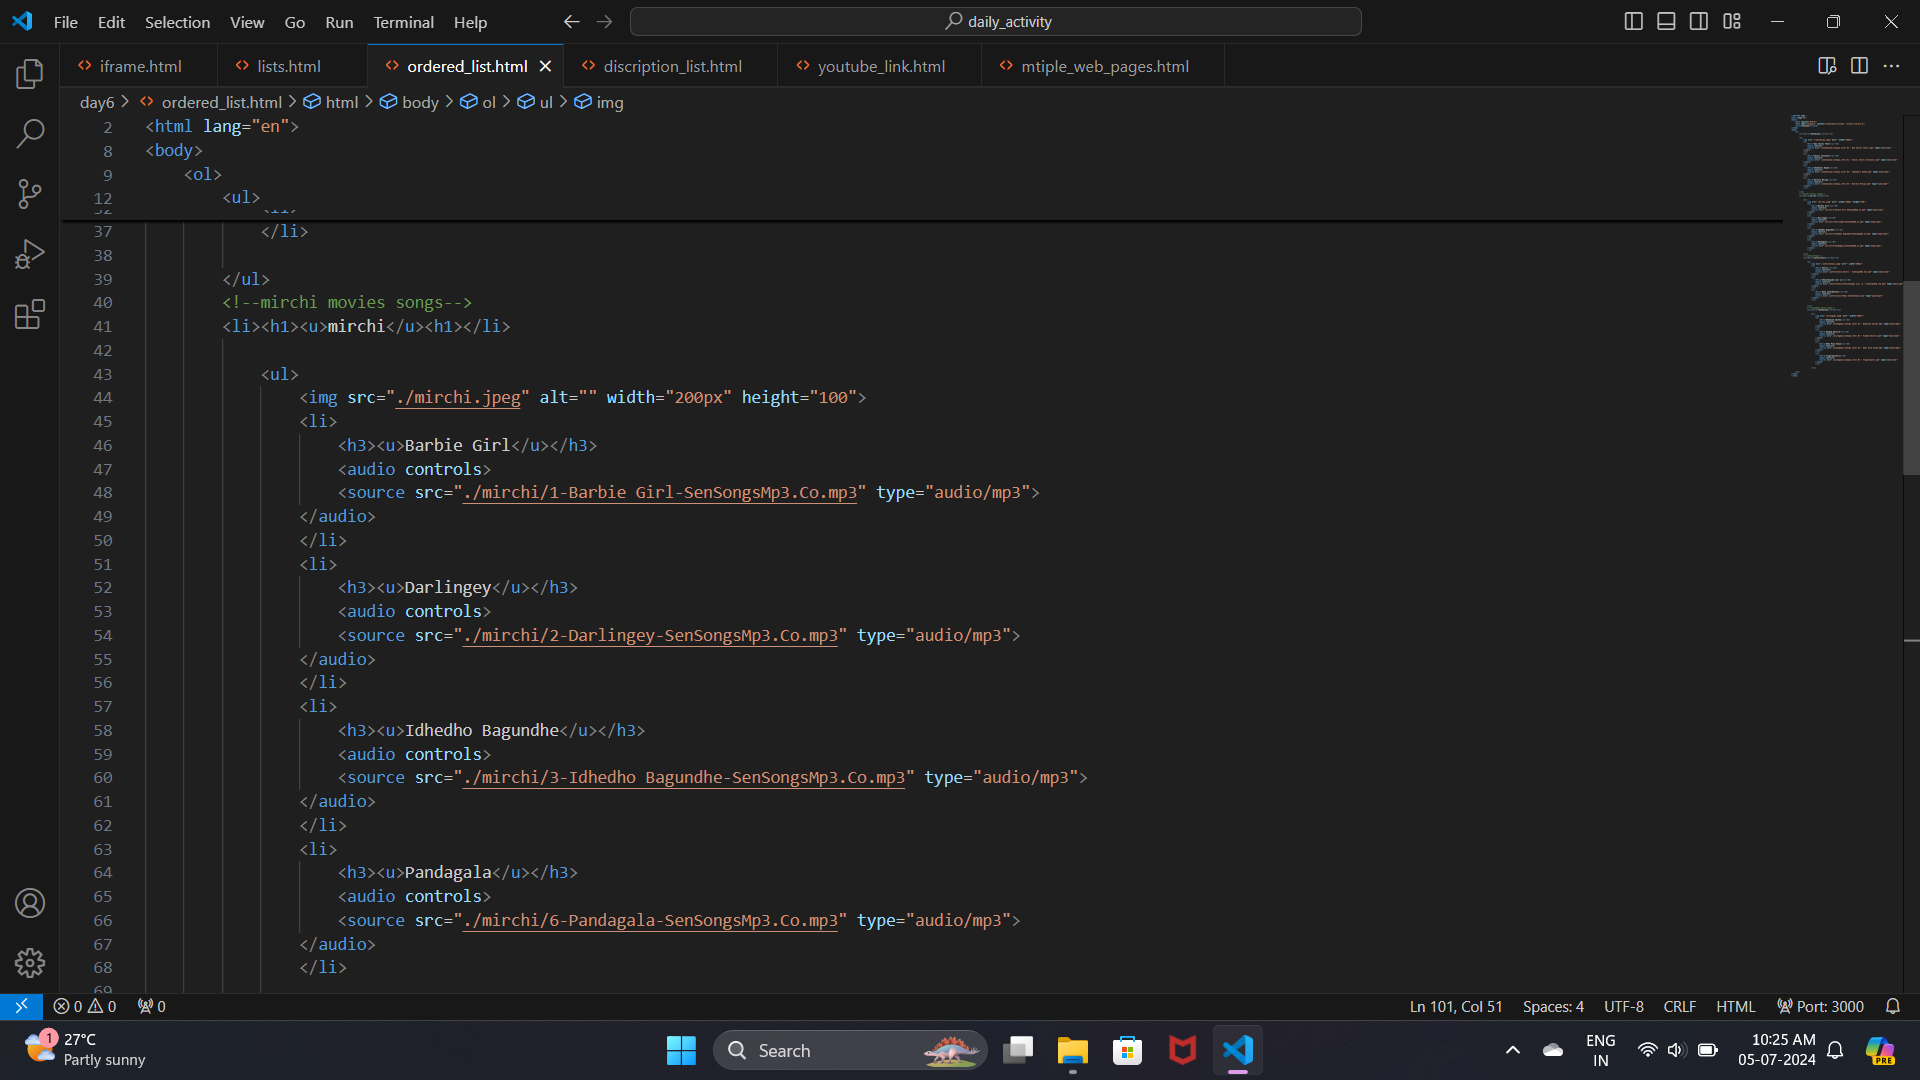 File Edit Selection View Go Run Terminal Help
daily_activity
iframe.html lists.html ordered_list.html discription_list.html youtube_link.html mtiple_web_pages.html
day6 > ordered_list.html > html > body > ol > ul > img
2 <html lang="en">
8 <body>
9 <ol>
12 <ul>
37 </li>
38
39 </ul>
40 <!--mirchi movies songs-->
41 <li><h1><u>mirchi</u><h1></li>
42
43 <ul>
44 <img src="./mirchi.jpeg" alt="" width="200px" height="100">
45 <li>
46 <h3><u>Barbie Girl</u></h3>
47 <audio controls>
48 <source src="./mirchi/1-Barbie Girl-SenSongsMp3.Co.mp3" type="audio/mp3">
49 </audio>
50 </li>
51 <li>
52 <h3><u>Darlingey</u></h3>
53 <audio controls>
54 <source src="./mirchi/2-Darlingey-SenSongsMp3.Co.mp3" type="audio/mp3">
55 </audio>
56 </li>
57 <li>
58 <h3><u>Idhedho Bagundhe</u></h3>
59 <audio controls>
60 <source src="./mirchi/3-Idhedho Bagundhe-SenSongsMp3.Co.mp3" type="audio/mp3">
61 </audio>
62 </li>
63 <li>
64 <h3><u>Pandagala</u></h3>
65 <audio controls>
66 <source src="./mirchi/6-Pandagala-SenSongsMp3.Co.mp3" type="audio/mp3">
67 </audio>
68 </li>
69
0 0 0
Ln 101, Col 51 Spaces: 4 UTF-8 CRLF HTML Port: 3000
1
27°C
Partly sunny
Search
ENG
IN
10:25 AM
05-07-2024
PRE